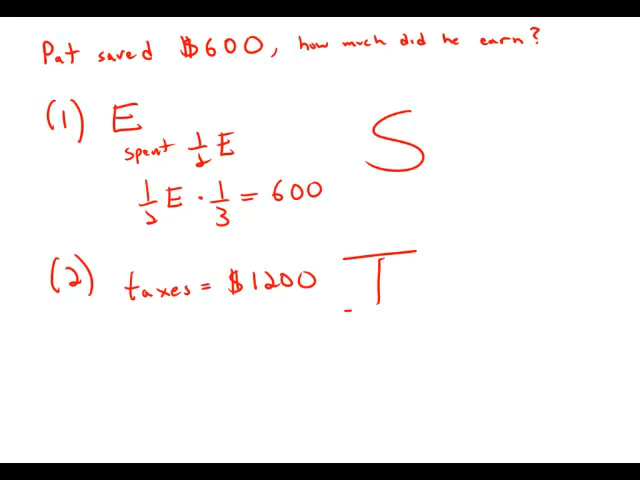 Pat saved $600, how much did he earn?
(1) E S
spent 1/2 E
1/2 E · 1/3 = 600
(2) taxes = $1200 I